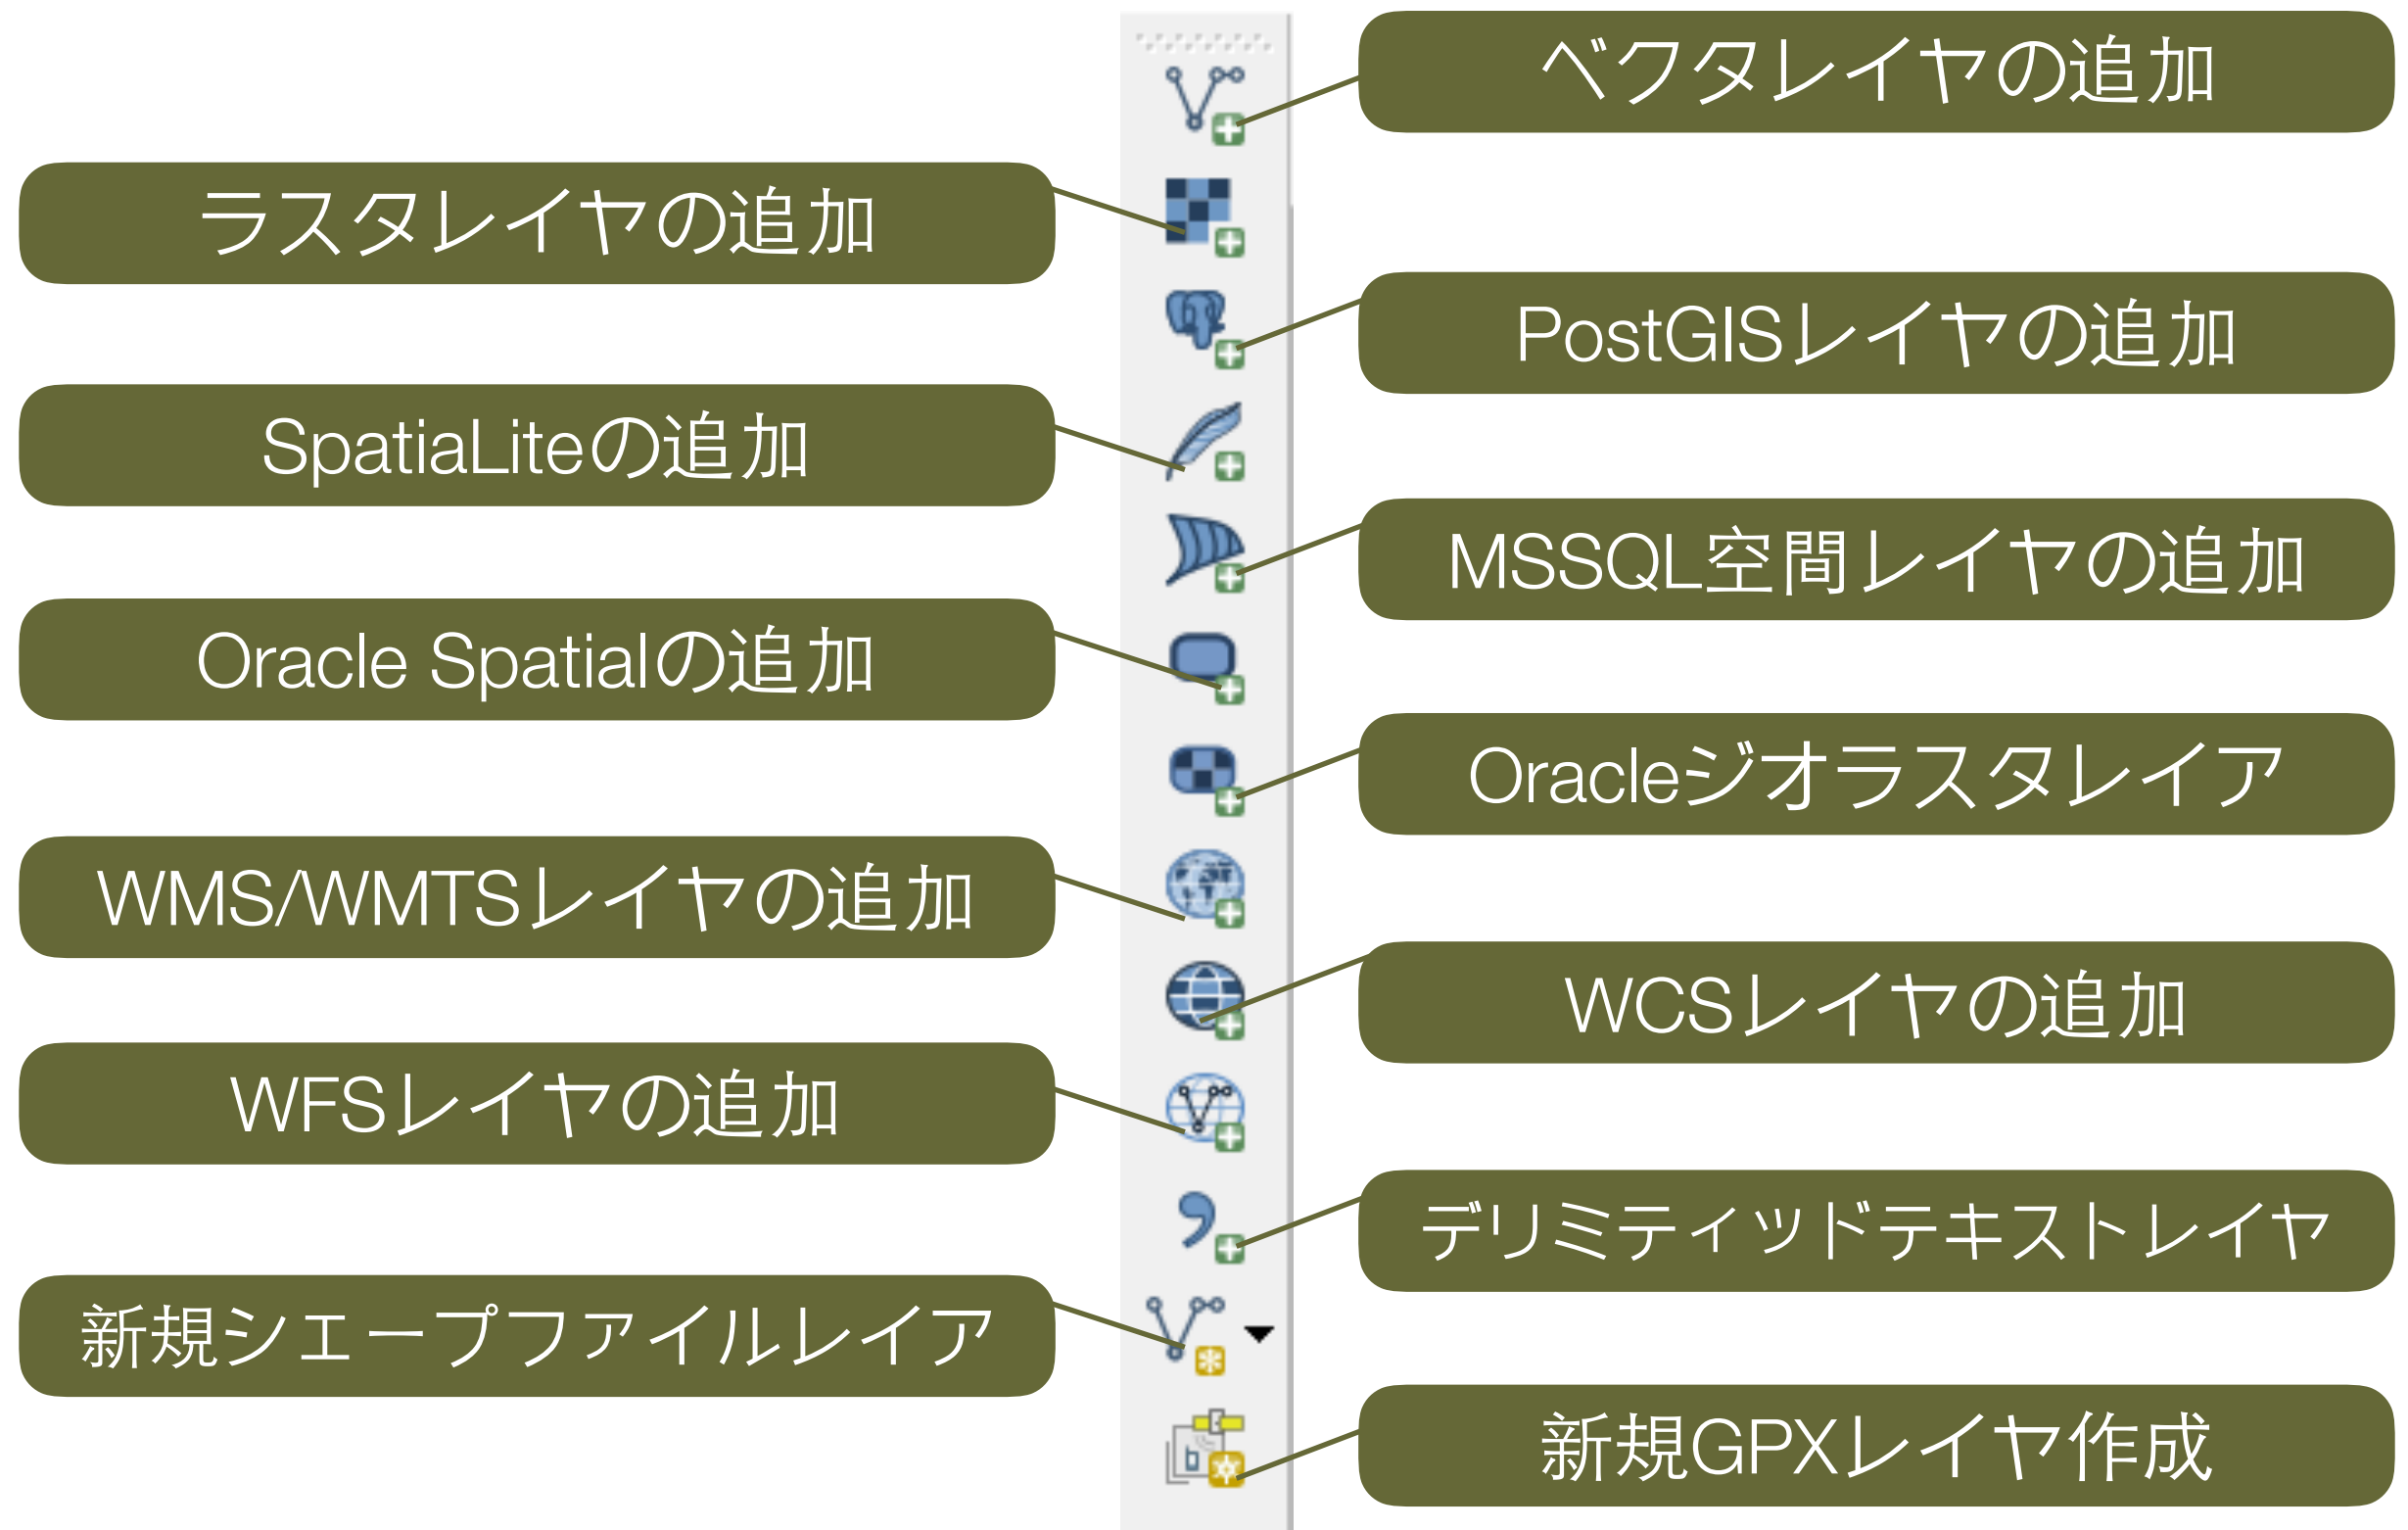 ベクタレイヤの追加
ラスタレイヤの追加
PostGISレイヤの追加
SpatiaLiteの追加
MSSQL空間レイヤの追加
Oracle Spatialの追加
Oracleジオラスタレイア
WMS/WMTSレイヤの追加
WCSレイヤの追加
WFSレイヤの追加
デリミティッドテキストレイヤ
新規シエープファイルレイア
新規GPXレイヤ作成